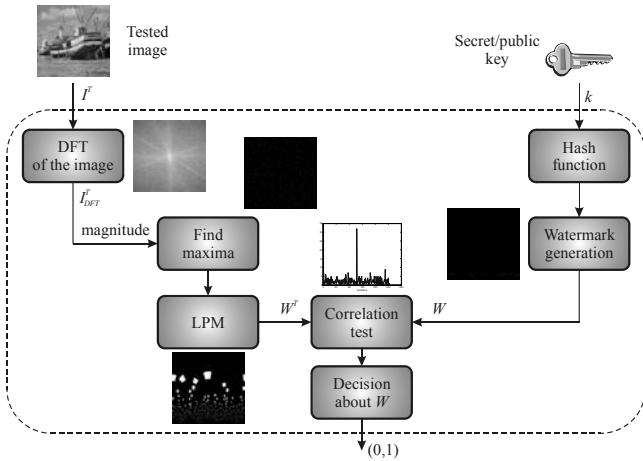 Tested
image
Secret/public
key
I^T
k
DFT
of the image
Hash
function
I^T_DFT
magnitude
Find
maxima
Watermark
generation
LPM
W^T
Correlation
test
W
Decision
about W
(0,1)